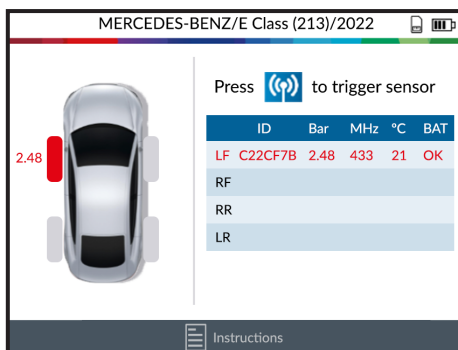 MERCEDES-BENZ/E Class (213)/2022
Press to trigger sensor
ID Bar MHz °C BAT
2.48
LF C22CF7B 2.48 433 21 OK
RF
RR
LR
Instructions